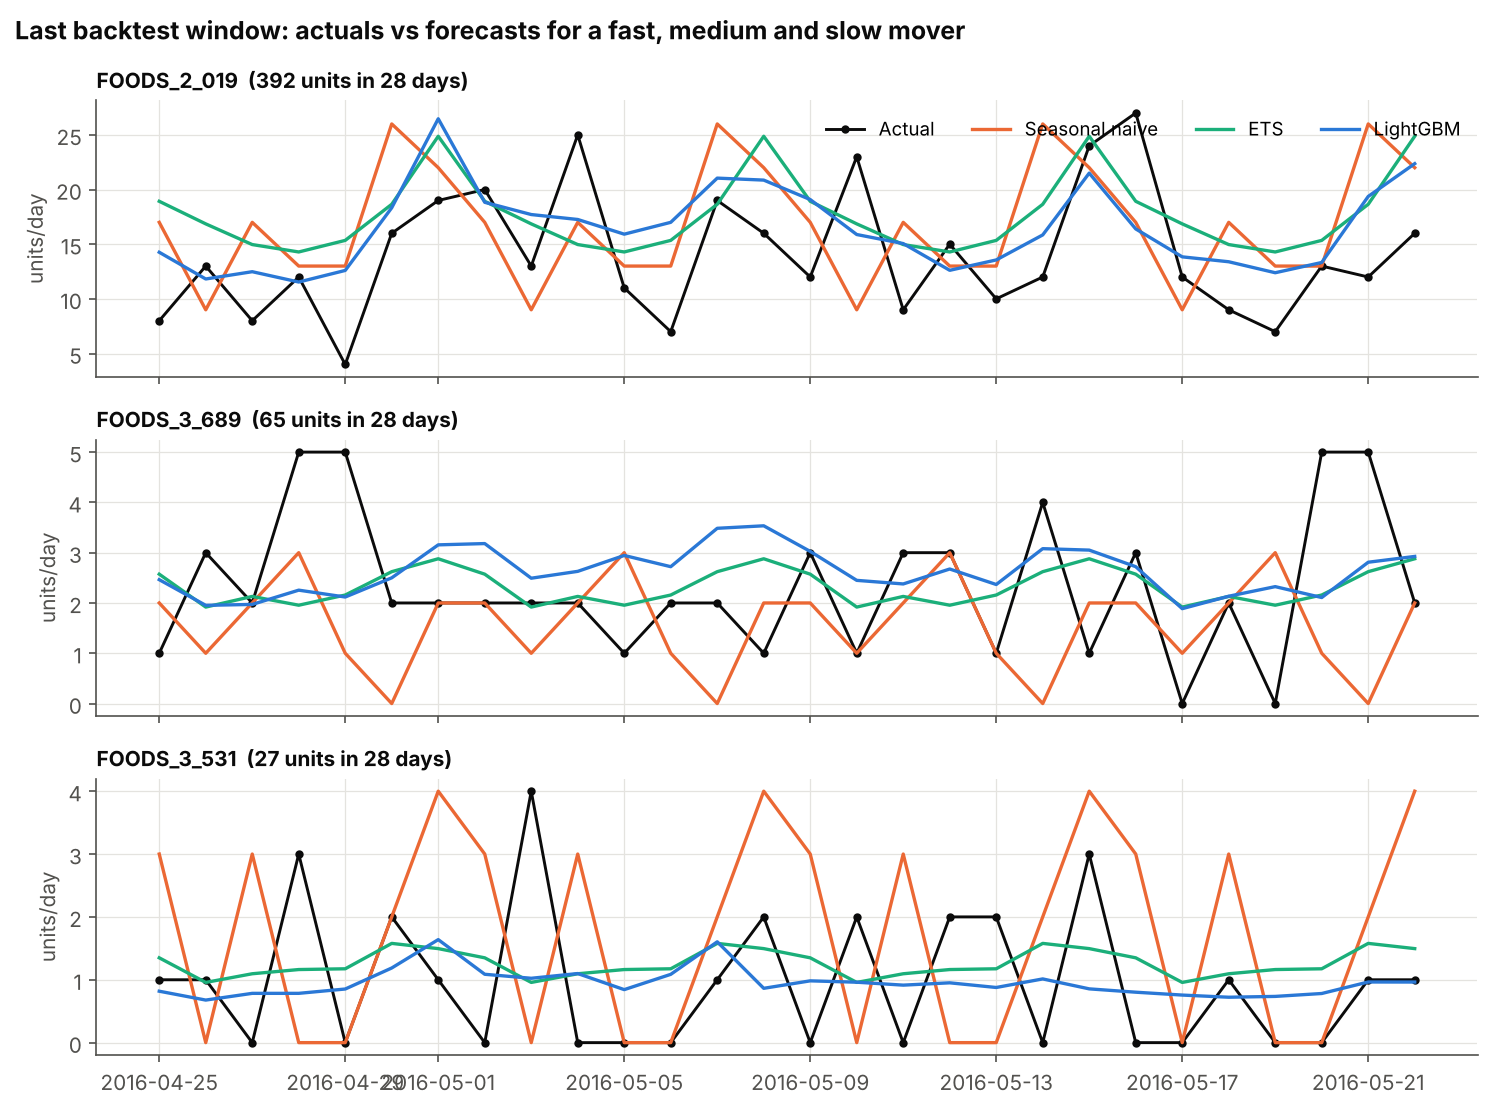 Last backtest window: actuals vs forecasts for a fast, medium and slow mover
FOODS_2_019 (392 units in 28 days)
Actual Seasonal naive ETS LightGBM
units/day
25
20
15
10
5
FOODS_3_689 (65 units in 28 days)
units/day
5
4
3
2
1
0
FOODS_3_531 (27 units in 28 days)
units/day
4
3
2
1
0
2016-04-25 2016-04-29 2016-05-01 2016-05-05 2016-05-09 2016-05-13 2016-05-17 2016-05-21